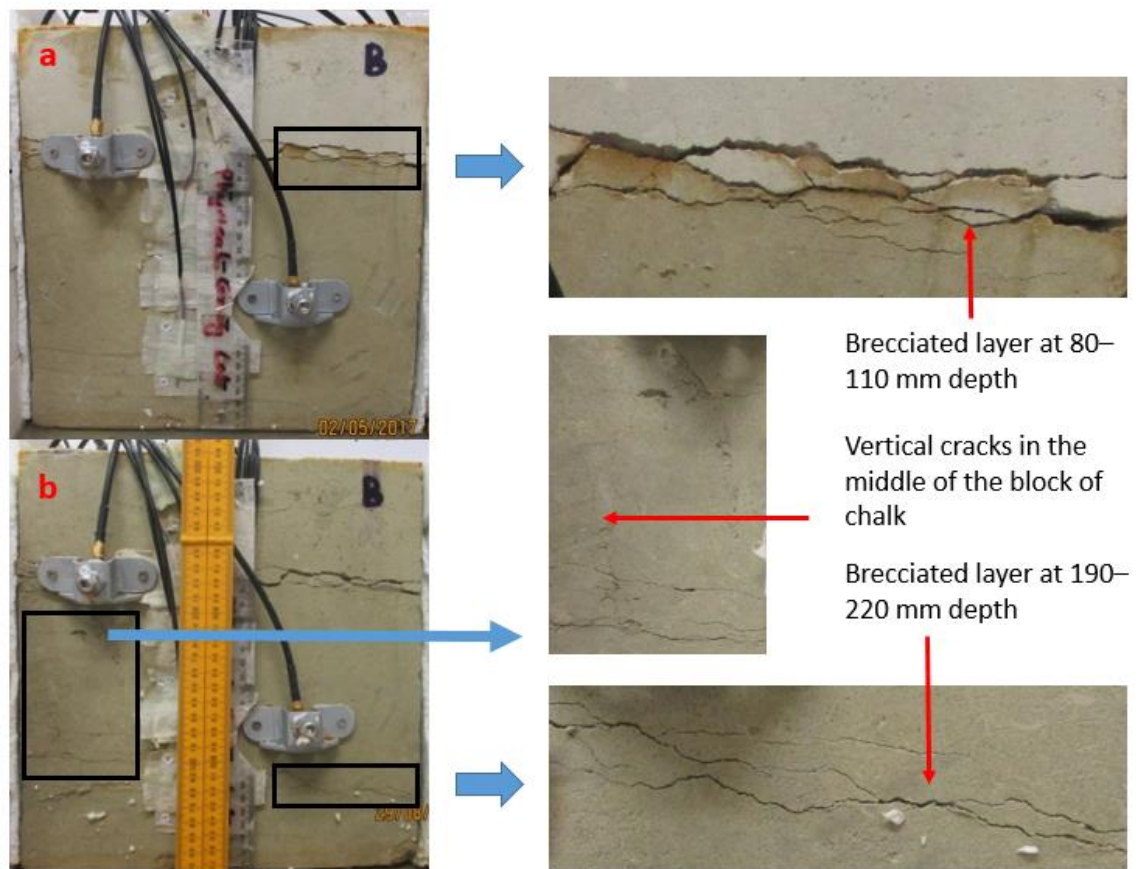 a
B
Physical-
02/05/2017
b
B
Brecciated layer at 80–
110 mm depth
Vertical cracks in the
middle of the block of
chalk
Brecciated layer at 190–
220 mm depth